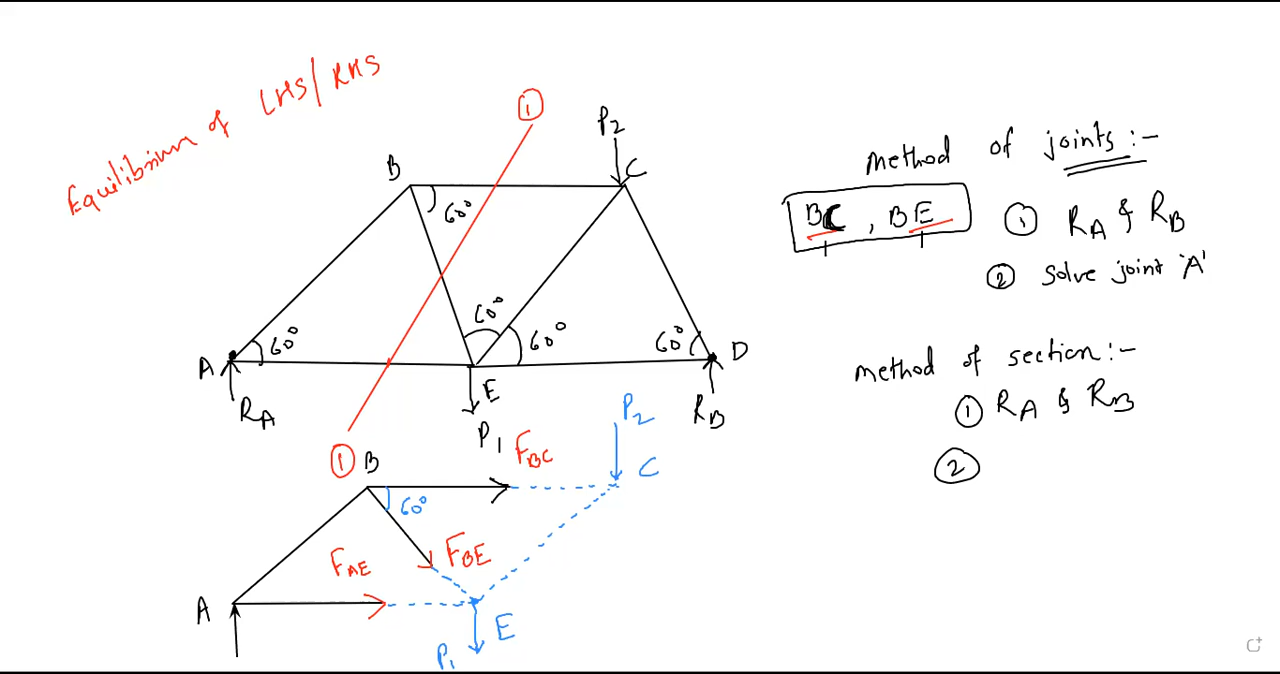 Equilibrium of LHS/RHS
①
P2
B
C
60°
60°
60°
60°
60°
A
E
D
RA
P1
RB
①
method of joints :-
BC , BE
① RA & RB
② Solve joint 'A'
method of section :-
① RA & RB
②
B
FBC
P2
C
60°
FBE
FAE
A
E
P1